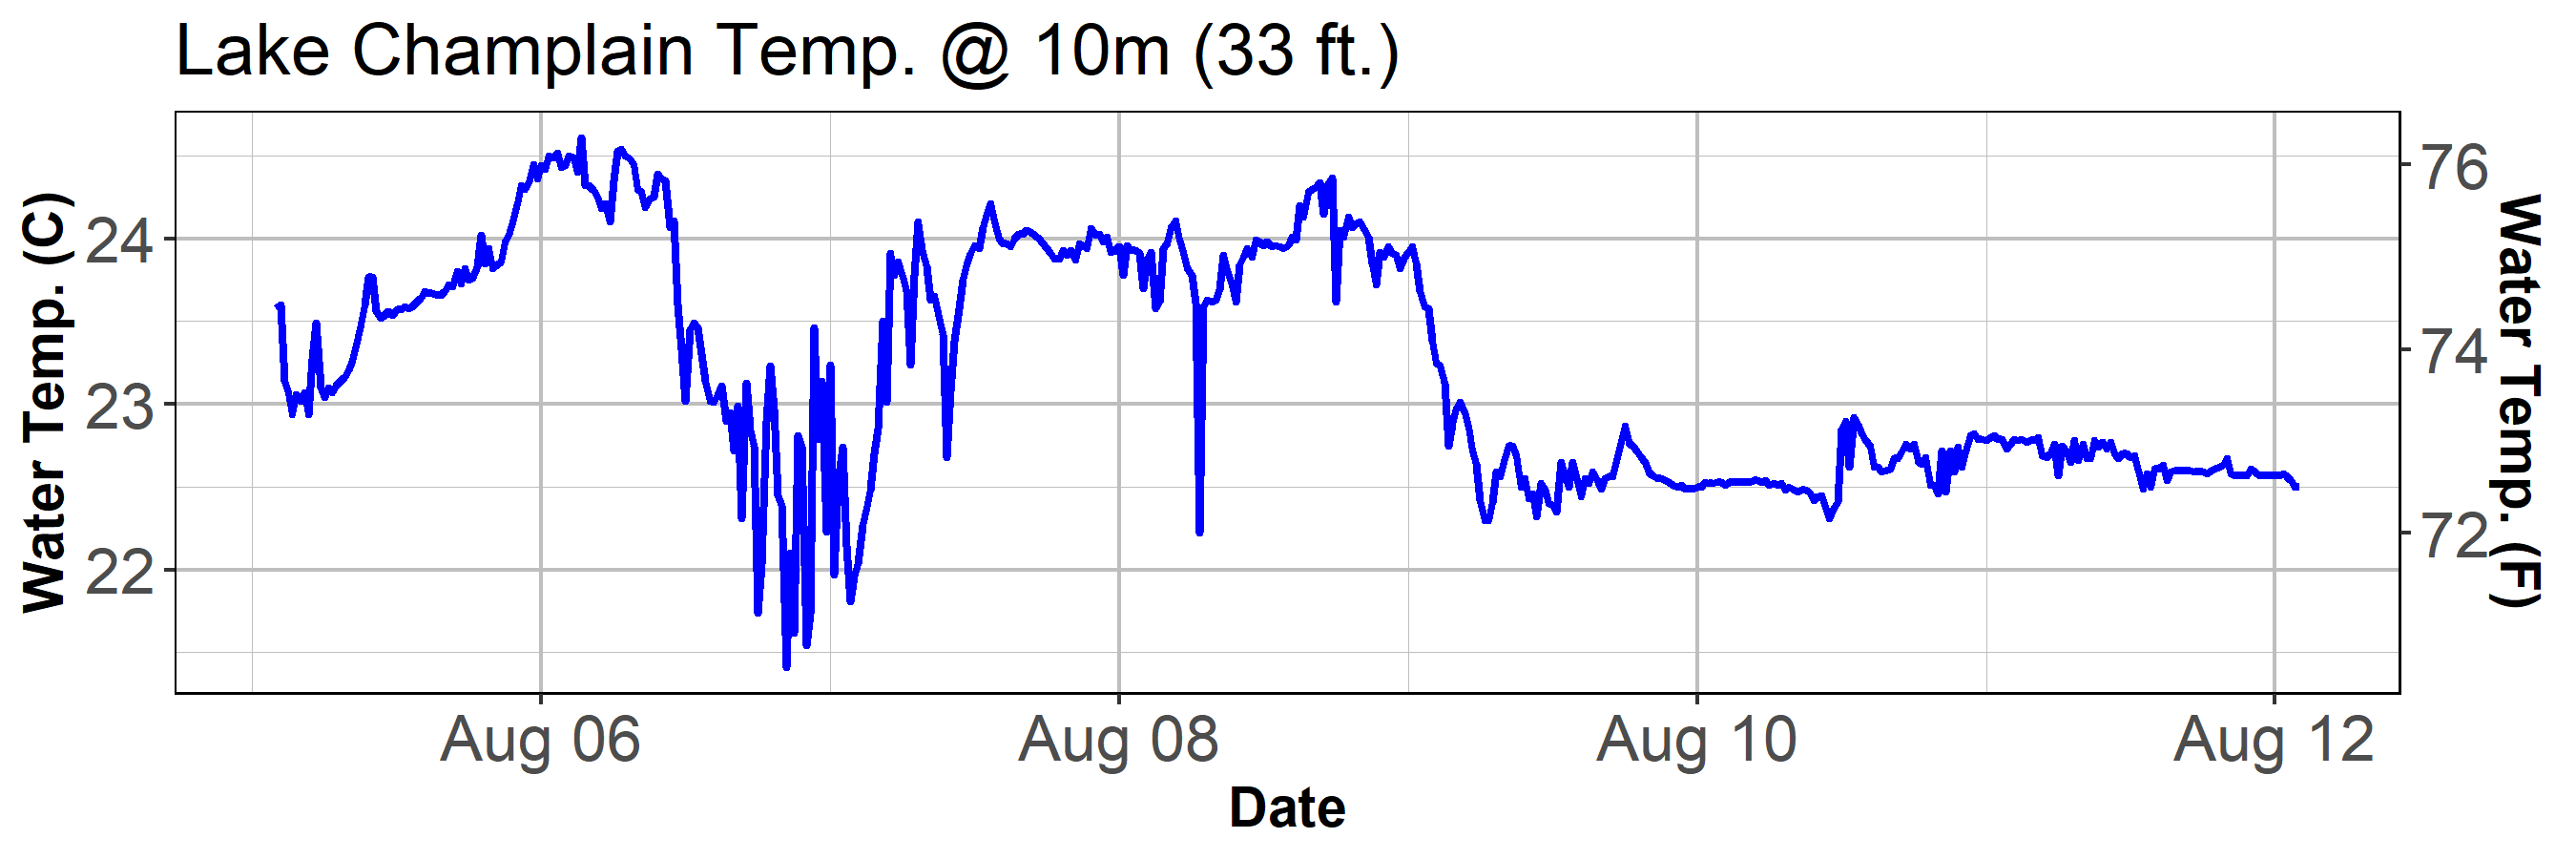 Lake Champlain Temp. @ 10m (33 ft.)
Water Temp. (C)
24
23
22
76
74
72
Water Temp. (F)
Aug 06
Aug 08
Aug 10
Aug 12
Date